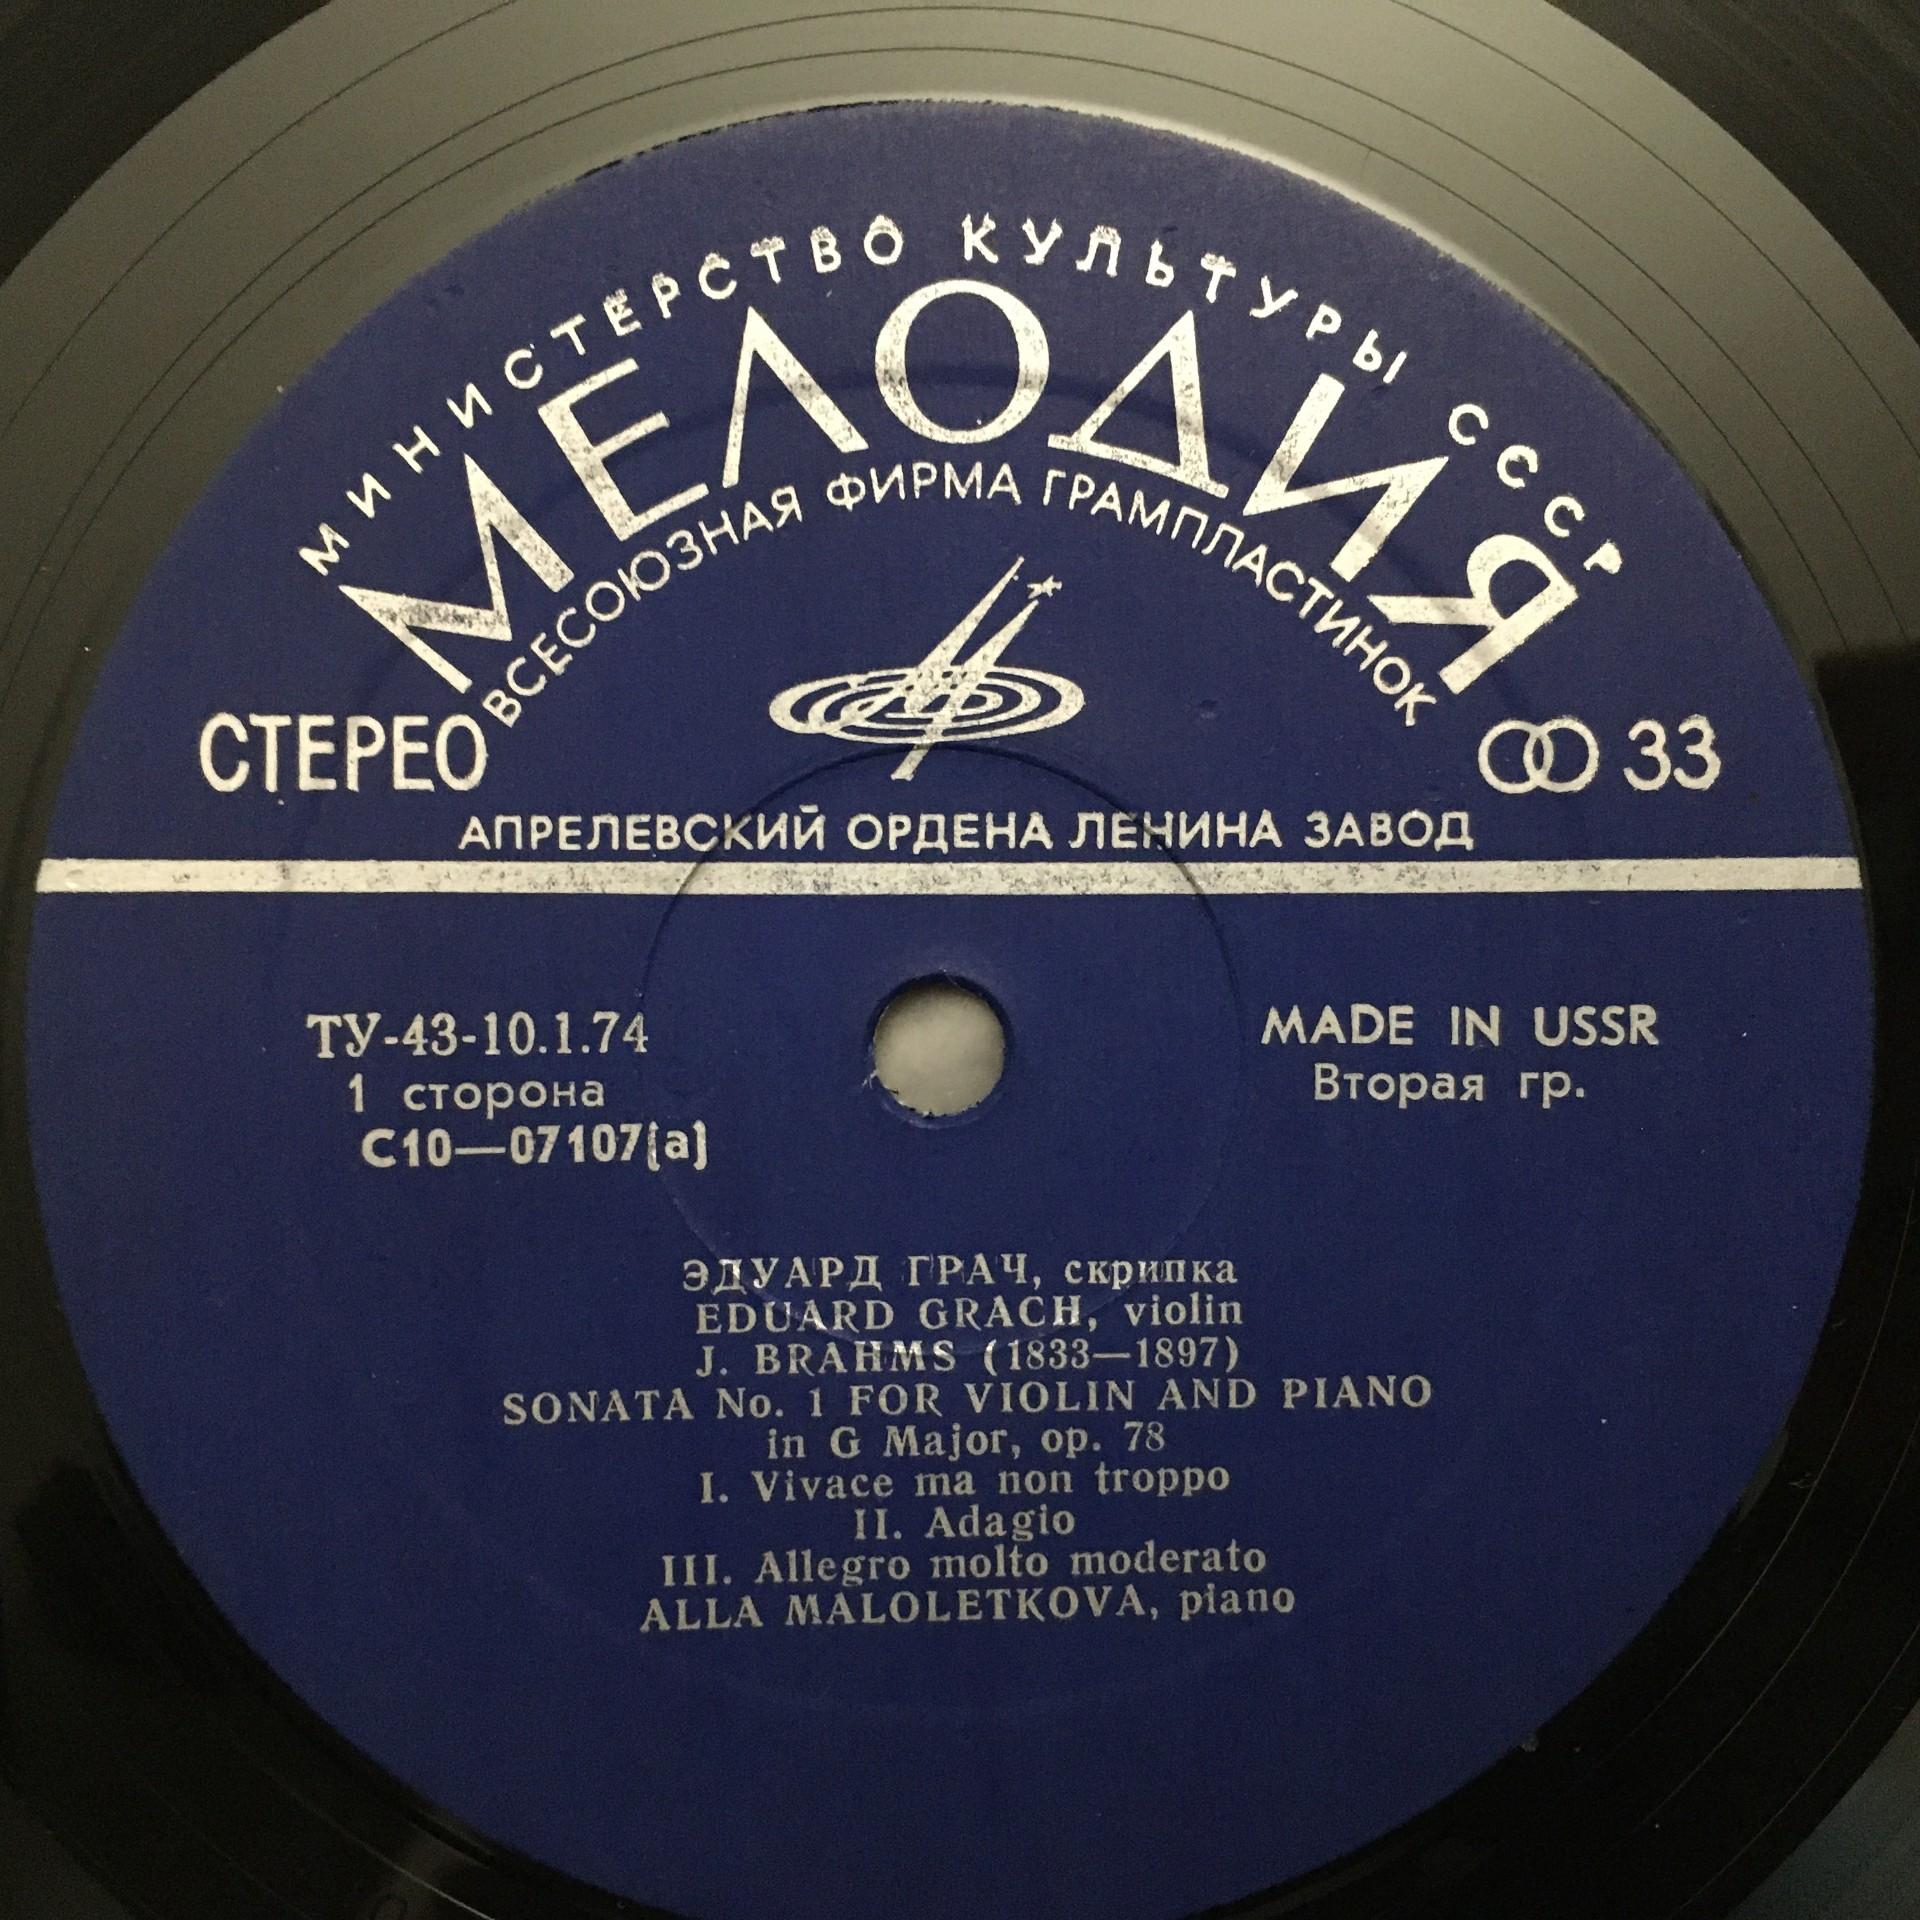 МИНИСТЕРСТВО КУЛЬТУРЫ СССР
МЕЛОДИЯ
ВСЕСОЮЗНАЯ ФИРМА ГРАМПЛАСТИНОК
СТЕРЕО
33
АПРЕЛЕВСКИЙ ОРДЕНА ЛЕНИНА ЗАВОД
ТУ-43-10.1.74
1 сторона
С10—07107(а)
MADE IN USSR
Вторая гр.
ЭДУАРД ГРАЧ, скрипка
EDUARD GRACH, violin
J. BRAHMS (1833—1897)
SONATA No. 1 FOR VIOLIN AND PIANO
in G Major, op. 78
I. Vivace ma non troppo
II. Adagio
III. Allegro molto moderato
ALLA MALOLETKOVA, piano